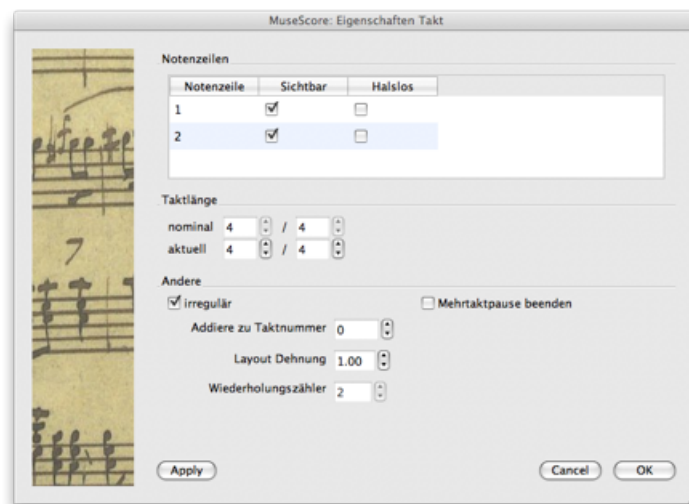 MuseScore: Eigenschaften Takt
Notenzeilen
Notenzeile Sichtbar Halslos
1
2
Taktlänge
nominal 4 / 4
aktuell 4 / 4
Andere
irregulär Mehrtaktpause beenden
Addiere zu Taktnummer 0
Layout Dehnung 1.00
Wiederholungszähler 2
Apply Cancel OK
7